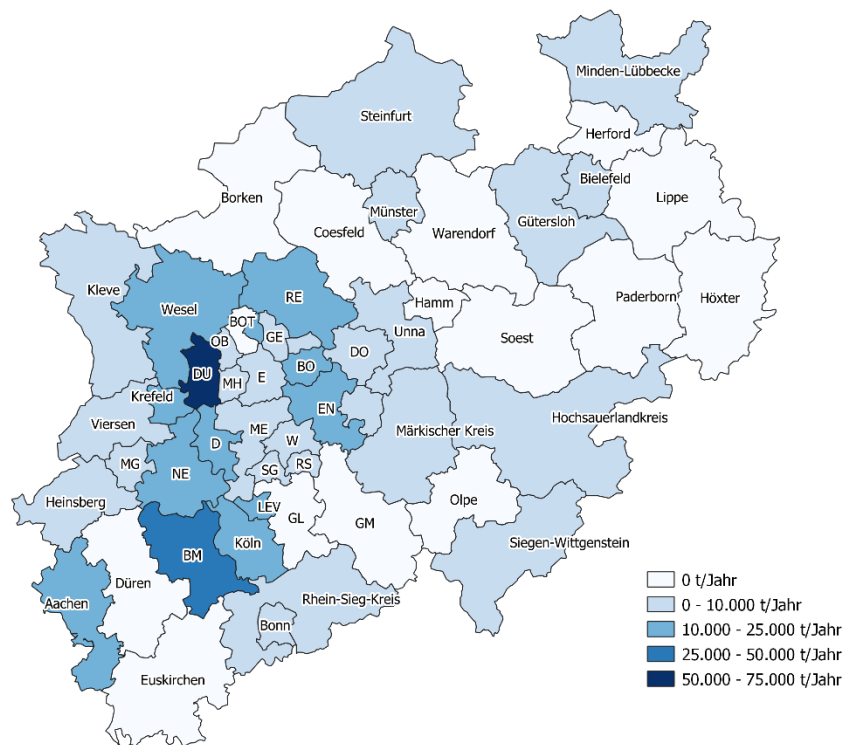 Minden-Lübbecke
Steinfurt
Herford
Bielefeld
Lippe
Borken
Münster
Gütersloh
Coesfeld
Warendorf
Kleve
Wesel
RE
Hamm
Paderborn
Höxter
BOT
GE
Unna
Soest
OB
DO
DU
MH
E
BO
Krefeld
EN
Viersen
ME
W
Märkischer Kreis
Hochsauerlandkreis
D
MG
NE
SG
RS
Heinsberg
LEV
GL
GM
Olpe
BM
Köln
Siegen-Wittgenstein
Düren
Aachen
Rhein-Sieg-Kreis
Bonn
Euskirchen
0 t/Jahr
0 - 10.000 t/Jahr
10.000 - 25.000 t/Jahr
25.000 - 50.000 t/Jahr
50.000 - 75.000 t/Jahr